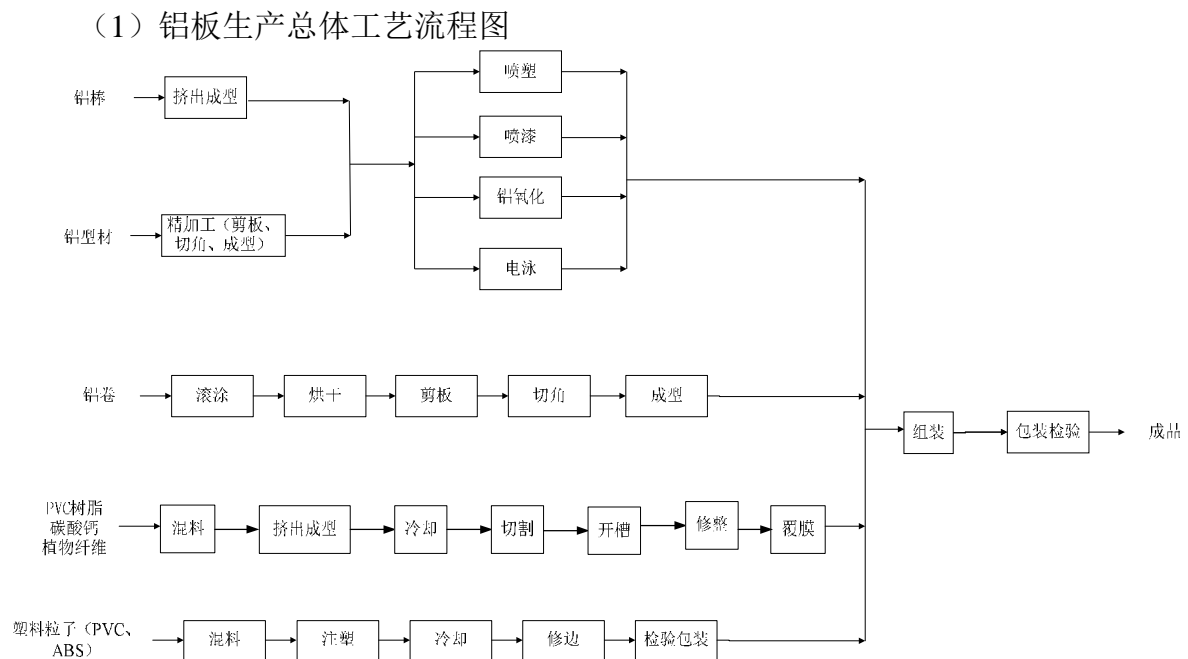 （1）铝板生产总体工艺流程图
喷塑
铝棒
挤出成型
喷漆
铝氧化
铝型材
精加工（剪板、
切角、成型）
电泳
铝卷
滚涂
烘干
剪板
切角
成型
组装
包装检验
成品
PVC树脂
碳酸钙
植物纤维
混料
挤出成型
冷却
切割
开槽
修整
覆膜
塑料粒子（PVC、
ABS）
混料
注塑
冷却
修边
检验包装